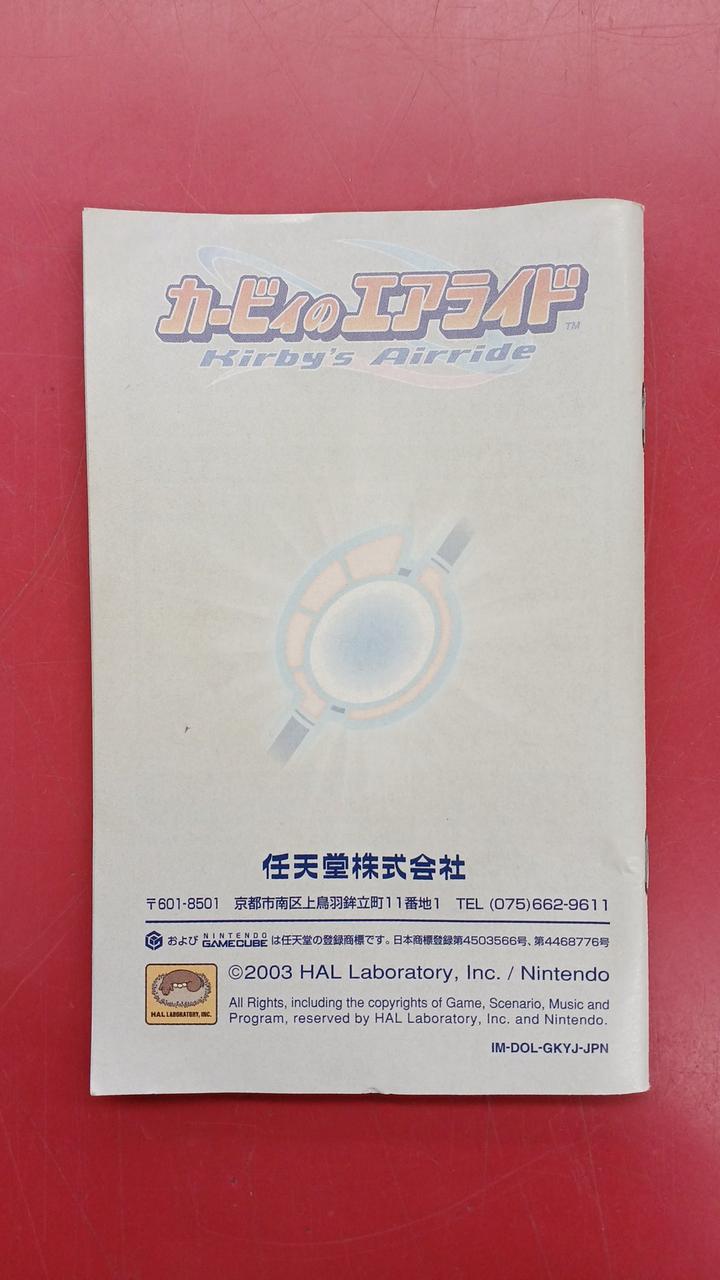 カービィのエアライド™
Kirby's Airride
任天堂株式会社
〒601-8501 京都市南区上鳥羽鉾立町11番地1 TEL (075)662-9611
および NINTENDO GAMECUBE は任天堂の登録商標です。日本商標登録第4503566号、第4468776号
©2003 HAL Laboratory, Inc. / Nintendo
HAL LABORATORY, INC.
All Rights, including the copyrights of Game, Scenario, Music and
Program, reserved by HAL Laboratory, Inc. and Nintendo.
IM-DOL-GKYJ-JPN